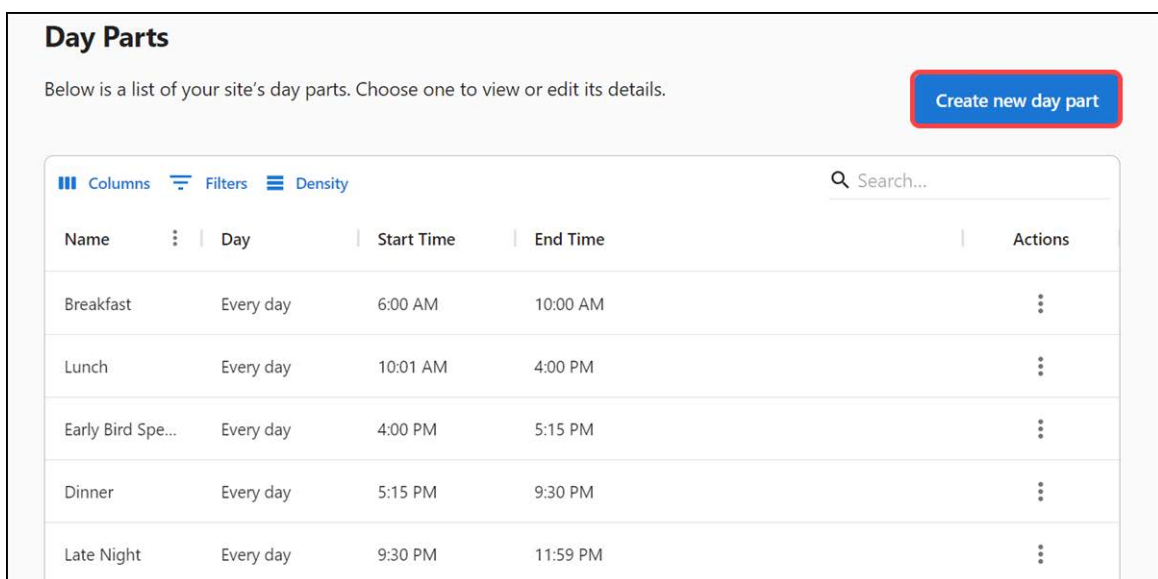 Day Parts
Below is a list of your site’s day parts. Choose one to view or edit its details.
Create new day part
Columns Filters Density Search...
Name Day Start Time End Time Actions
Breakfast Every day 6:00 AM 10:00 AM
Lunch Every day 10:01 AM 4:00 PM
Early Bird Spe... Every day 4:00 PM 5:15 PM
Dinner Every day 5:15 PM 9:30 PM
Late Night Every day 9:30 PM 11:59 PM